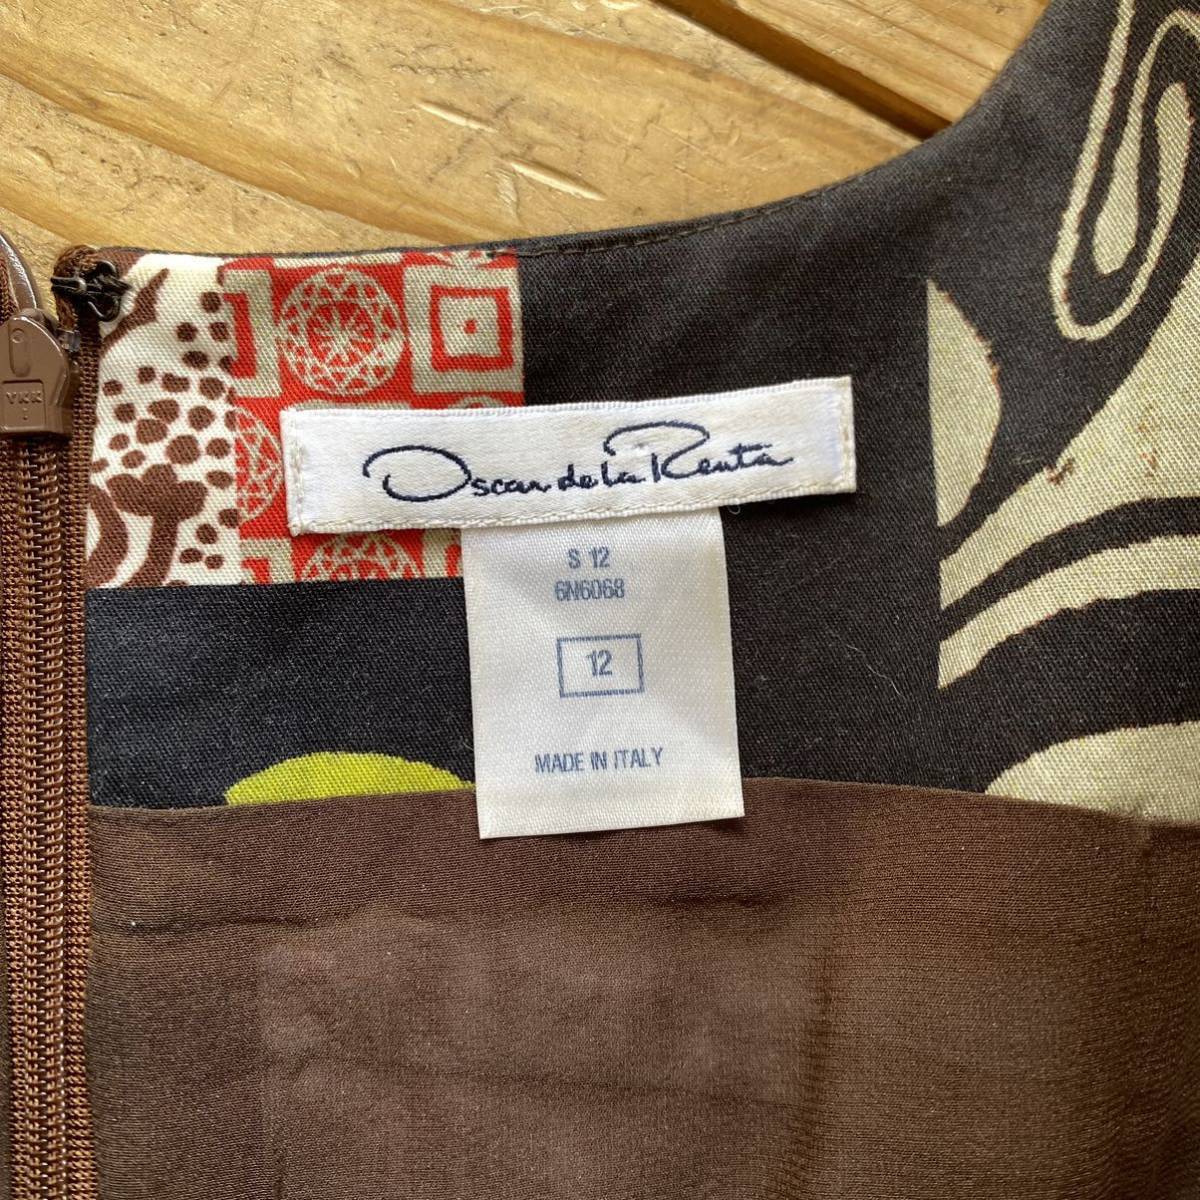 Oscar de la Renta
S 12
6N6068
12
MADE IN ITALY
YKK